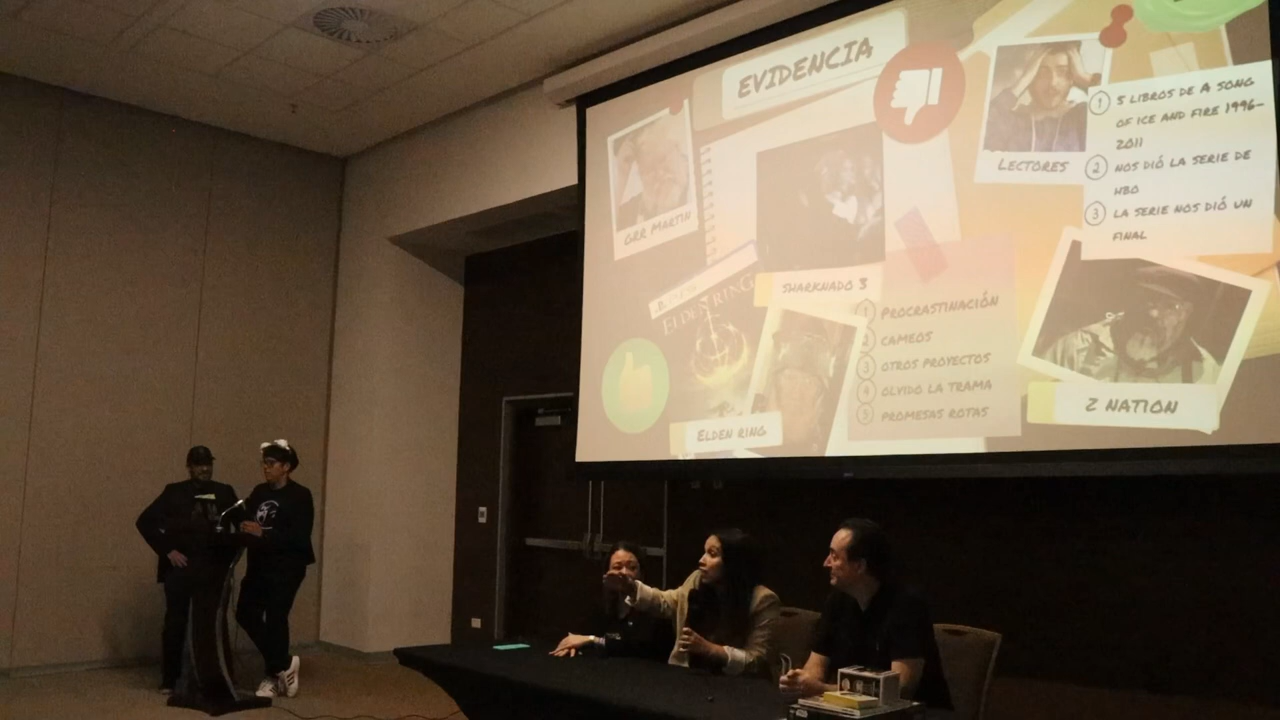 EVIDENCIA
GRR MARTIN
LECTORES
1 5 LIBROS DE A SONG
OF ICE AND FIRE 1996-
2011
2 NOS DIÓ LA SERIE DE
HBO
3 LA SERIE NOS DIÓ UN
FINAL
SHARKNADO 3
ELDEN RING
1 PROCRASTINACIÓN
2 CAMEOS
3 OTROS PROYECTOS
4 OLVIDO LA TRAMA
5 PROMESAS ROTAS
ELDEN RING
Z NATION